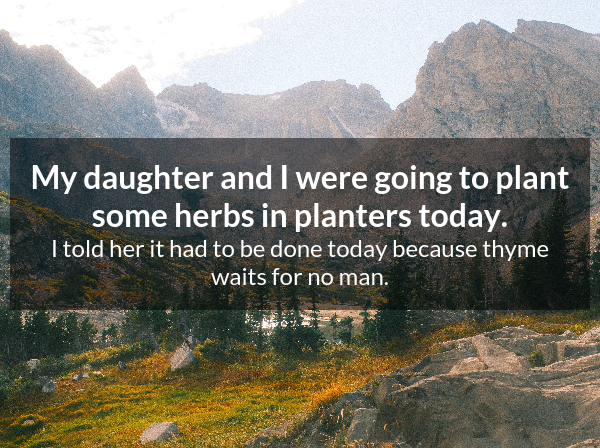 My daughter and I were going to plant
some herbs in planters today.
I told her it had to be done today because thyme
waits for no man.